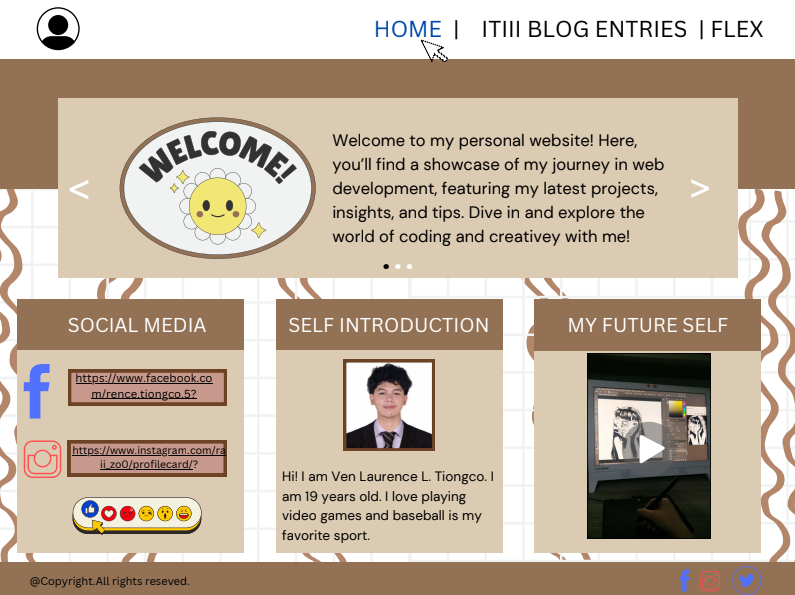 HOME | ITIII BLOG ENTRIES | FLEX
WELCOME!
Welcome to my personal website! Here,
you'll find a showcase of my journey in web
development, featuring my latest projects,
insights, and tips. Dive in and explore the
world of coding and creativey with me!
< >
SOCIAL MEDIA
https://www.facebook.co
m/rence.tiongco.5?
https://www.instagram.com/ra
ii_zo0/profilecard/?
SELF INTRODUCTION
Hi! I am Ven Laurence L. Tiongco. I
am 19 years old. I love playing
video games and baseball is my
favorite sport.
MY FUTURE SELF
@Copyright.All rights reseved.